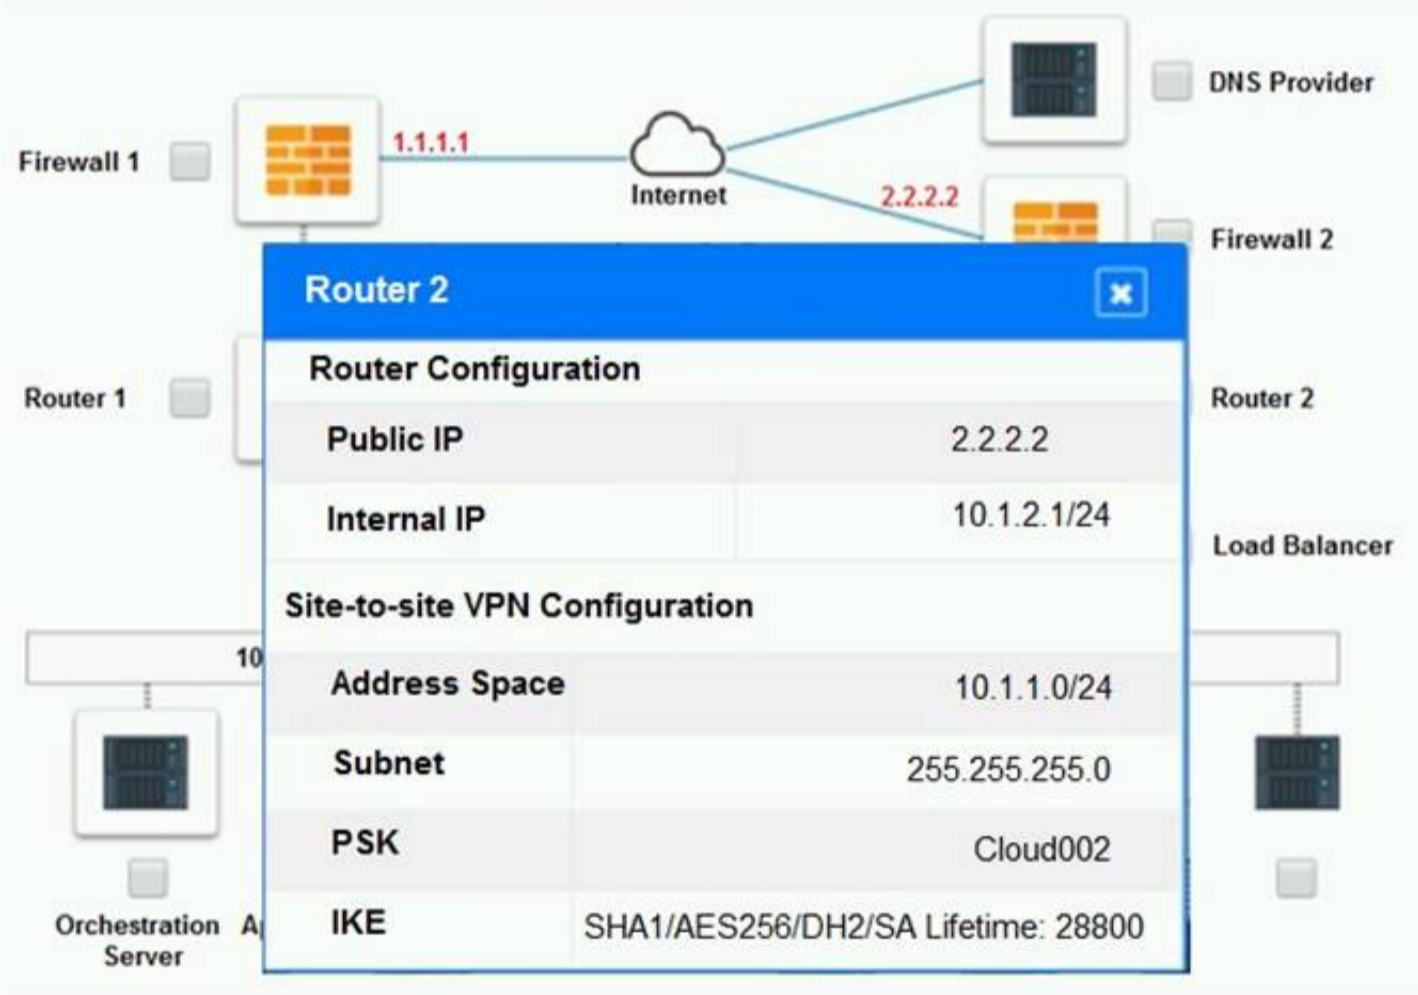 DNS Provider
Firewall 1
1.1.1.1
Internet
2.2.2.2
Firewall 2
Router 2
Router Configuration
Router 1
Router 2
Public IP 2.2.2.2
Internal IP 10.1.2.1/24
Load Balancer
Site-to-site VPN Configuration
10
Address Space 10.1.1.0/24
Subnet 255.255.255.0
PSK Cloud002
IKE SHA1/AES256/DH2/SA Lifetime: 28800
Orchestration
Server